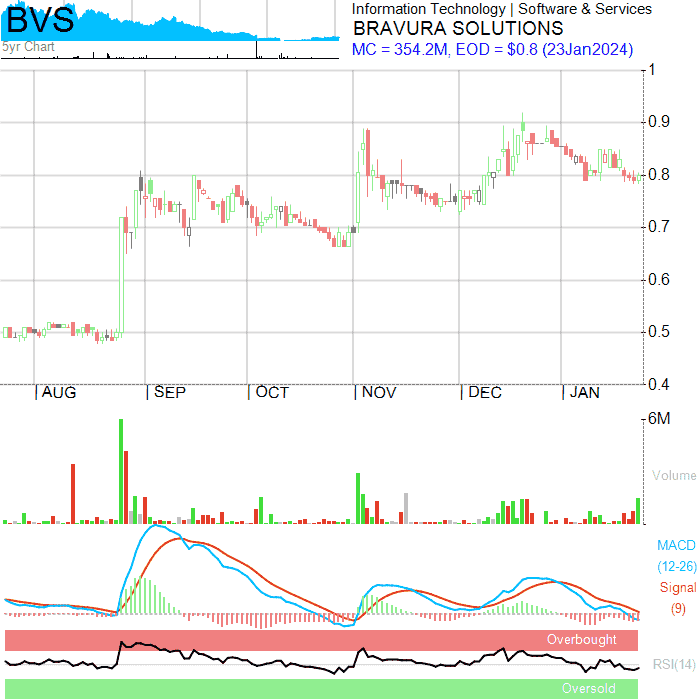 BVS
5yr Chart
Information Technology | Software & Services
BRAVURA SOLUTIONS
MC = 354.2M, EOD = $0.8 (23Jan2024)
1
0.9
0.8
0.7
0.6
0.5
0.4
|AUG |SEP |OCT |NOV |DEC |JAN
6M
Volume
MACD
(12-26)
Signal
(9)
Overbought
RSI(14)
Oversold